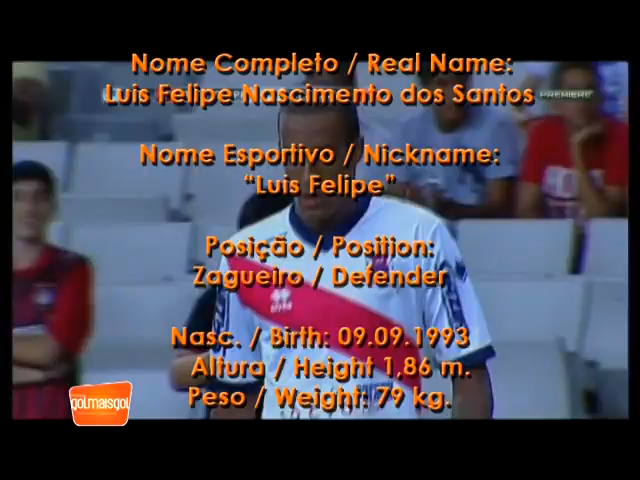 Nome Completo / Real Name:
Luis Felipe Nascimento dos Santos
PREMIERE
Nome Esportivo / Nickname:
“Luis Felipe”
Posição / Position:
Zagueiro / Defender
Nasc. / Birth: 09.09.1993
Altura / Height 1,86 m.
Peso / Weight: 79 kg.
golmaisgol